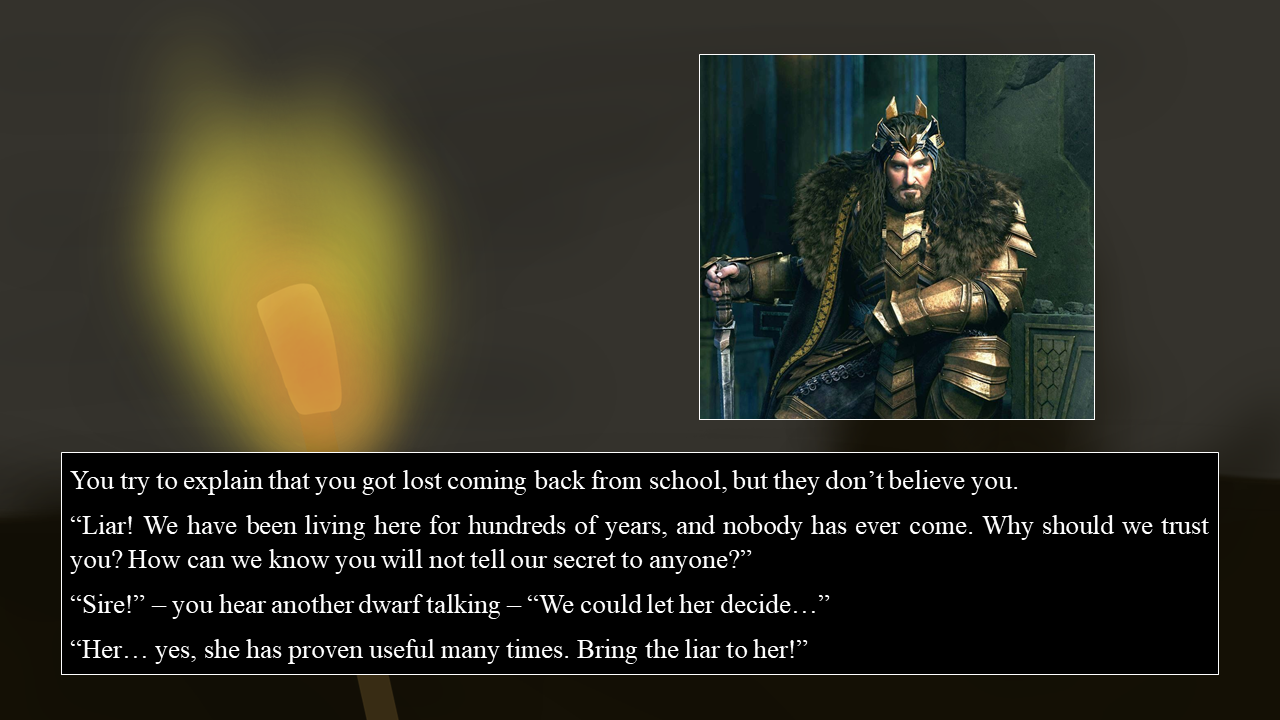 You try to explain that you got lost coming back from school, but they don’t believe you.
“Liar! We have been living here for hundreds of years, and nobody has ever come. Why should we trust
you? How can we know you will not tell our secret to anyone?”
“Sire!” – you hear another dwarf talking – “We could let her decide…”
“Her… yes, she has proven useful many times. Bring the liar to her!”